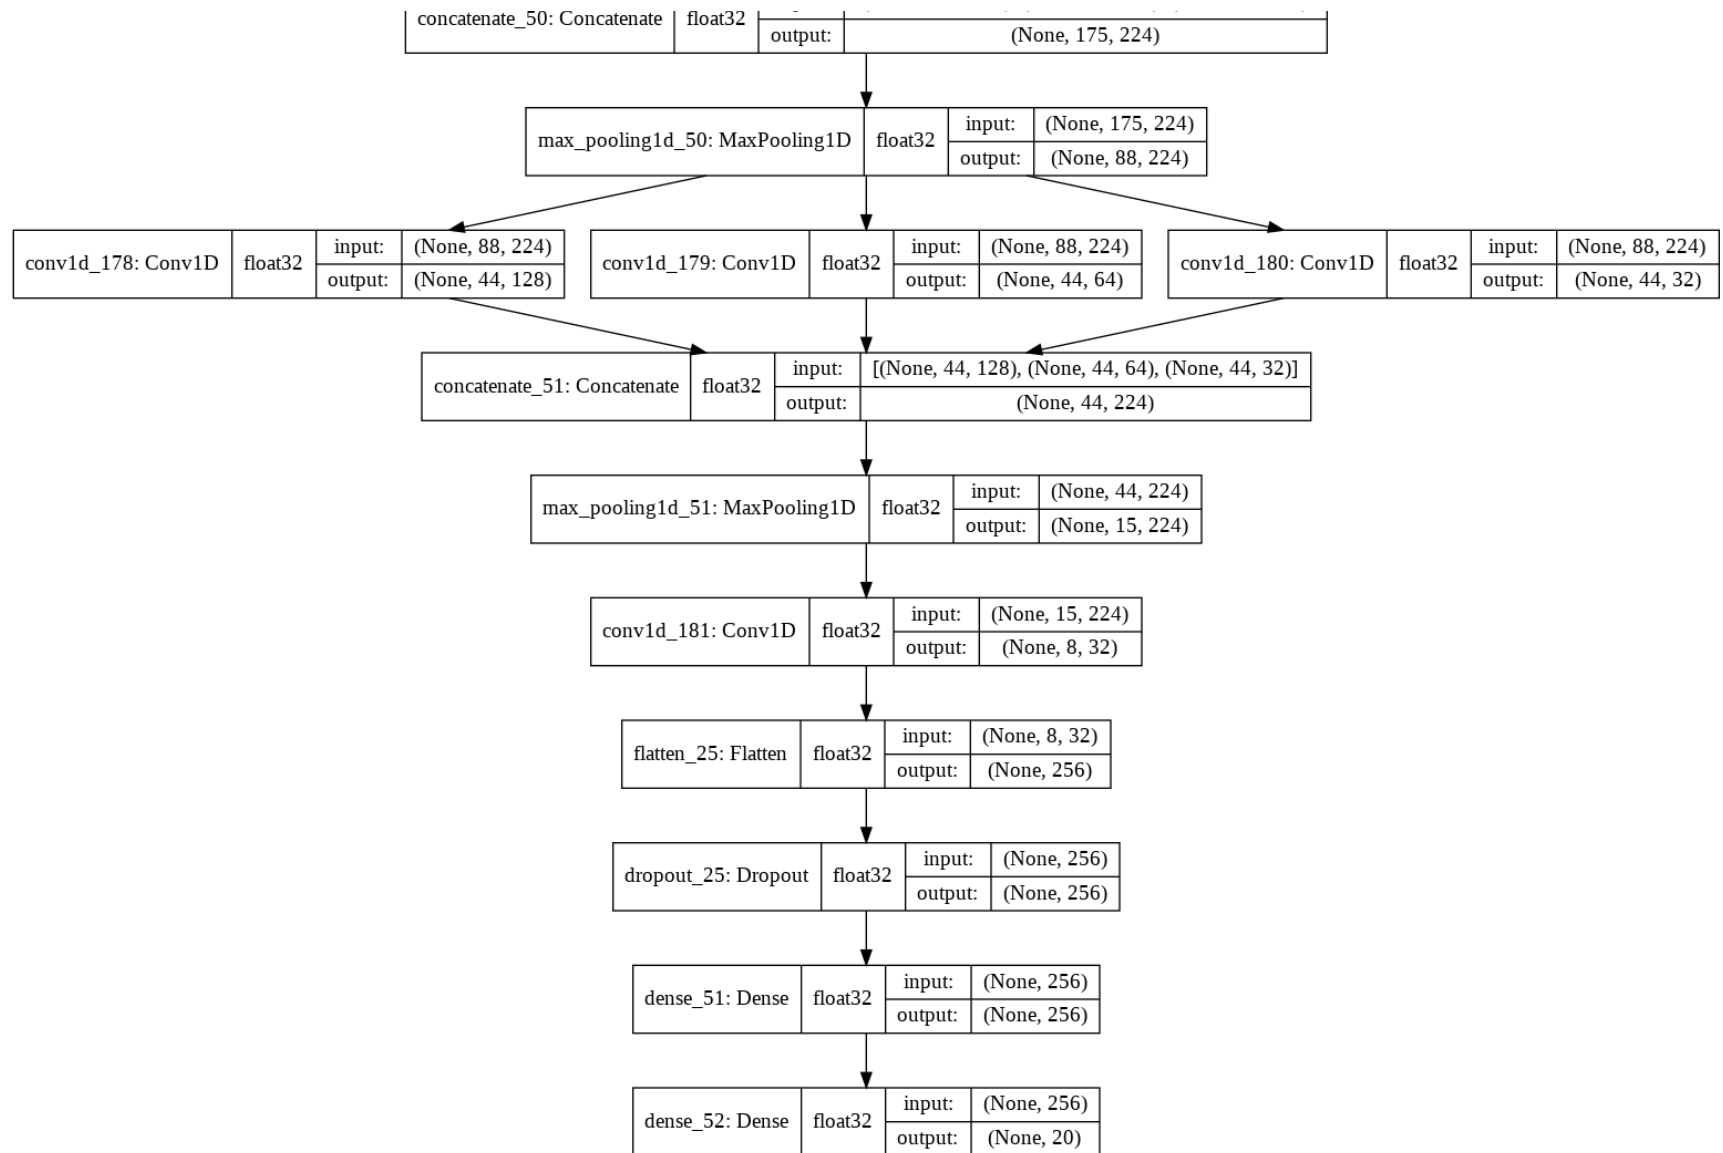 concatenate_50: Concatenate float32 output: (None, 175, 224)
max_pooling1d_50: MaxPooling1D float32 input: (None, 175, 224)
output: (None, 88, 224)
conv1d_178: Conv1D float32 input: (None, 88, 224)
output: (None, 44, 128)
conv1d_179: Conv1D float32 input: (None, 88, 224)
output: (None, 44, 64)
conv1d_180: Conv1D float32 input: (None, 88, 224)
output: (None, 44, 32)
concatenate_51: Concatenate float32 input: [(None, 44, 128), (None, 44, 64), (None, 44, 32)]
output: (None, 44, 224)
max_pooling1d_51: MaxPooling1D float32 input: (None, 44, 224)
output: (None, 15, 224)
conv1d_181: Conv1D float32 input: (None, 15, 224)
output: (None, 8, 32)
flatten_25: Flatten float32 input: (None, 8, 32)
output: (None, 256)
dropout_25: Dropout float32 input: (None, 256)
output: (None, 256)
dense_51: Dense float32 input: (None, 256)
output: (None, 256)
dense_52: Dense float32 input: (None, 256)
output: (None, 20)